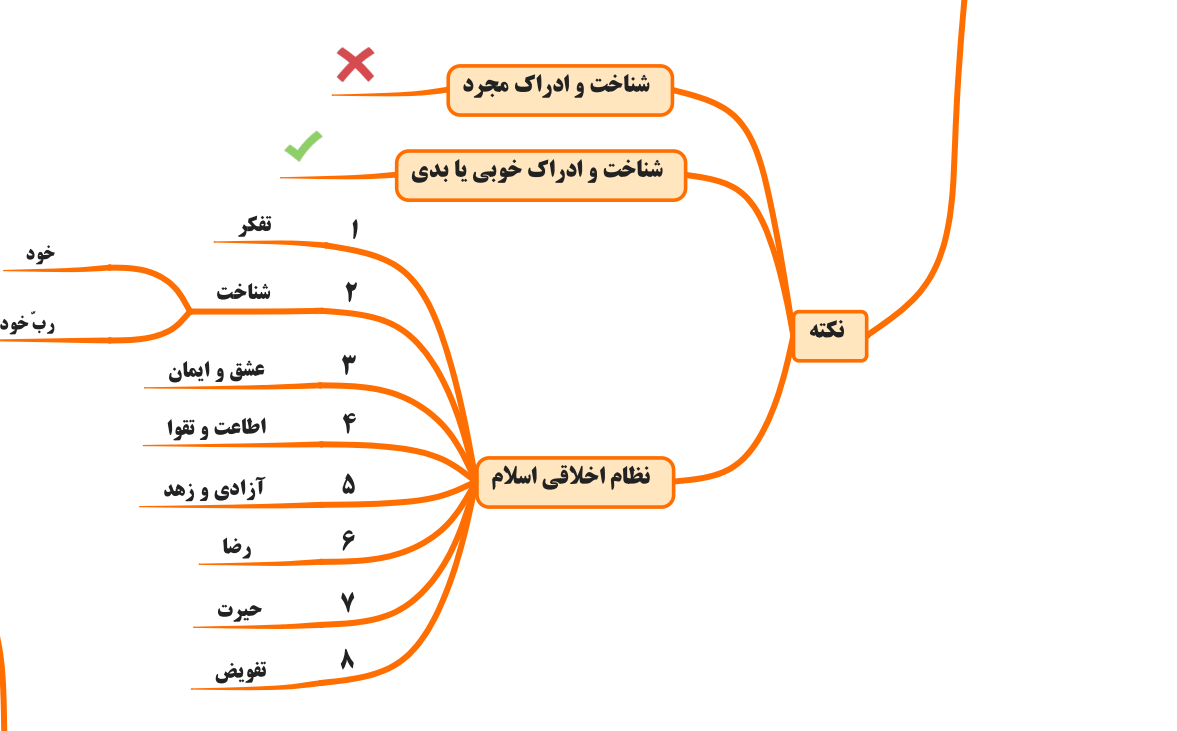 نکته
شناخت و ادراک مجرد
شناخت و ادراک خوبی یا بدی
نظام اخلاقی اسلام
۱ تفکر
۲ شناخت
خود
ربّ خود
۳ عشق و ایمان
۴ اطاعت و تقوا
۵ آزادی و زهد
۶ رضا
۷ حیرت
۸ تفویض